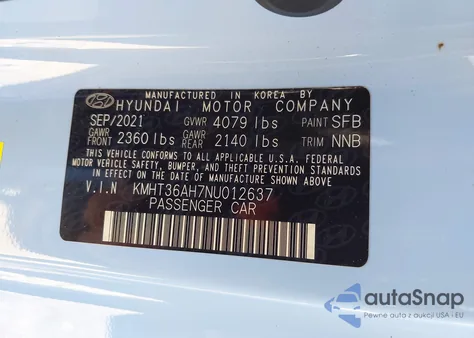 MANUFACTURED IN KOREA BY
HYUNDAI MOTOR COMPANY
SEP/2021 GVWR 4079 lbs PAINT SFB
GAWR FRONT 2360 lbs GAWR REAR 2140 lbs TRIM NNB
THIS VEHICLE CONFORMS TO ALL APPLICABLE U.S.A. FEDERAL
MOTOR VEHICLE SAFETY, BUMPER, AND THEFT PREVENTION STANDARDS
IN EFFECT ON THE DATE OF MANUFACTURE SHOWN ABOVE.
V.I.N KMHT36AH7NU012637
PASSENGER CAR
autoSnap
Pewne auta z aukcji USA - EU